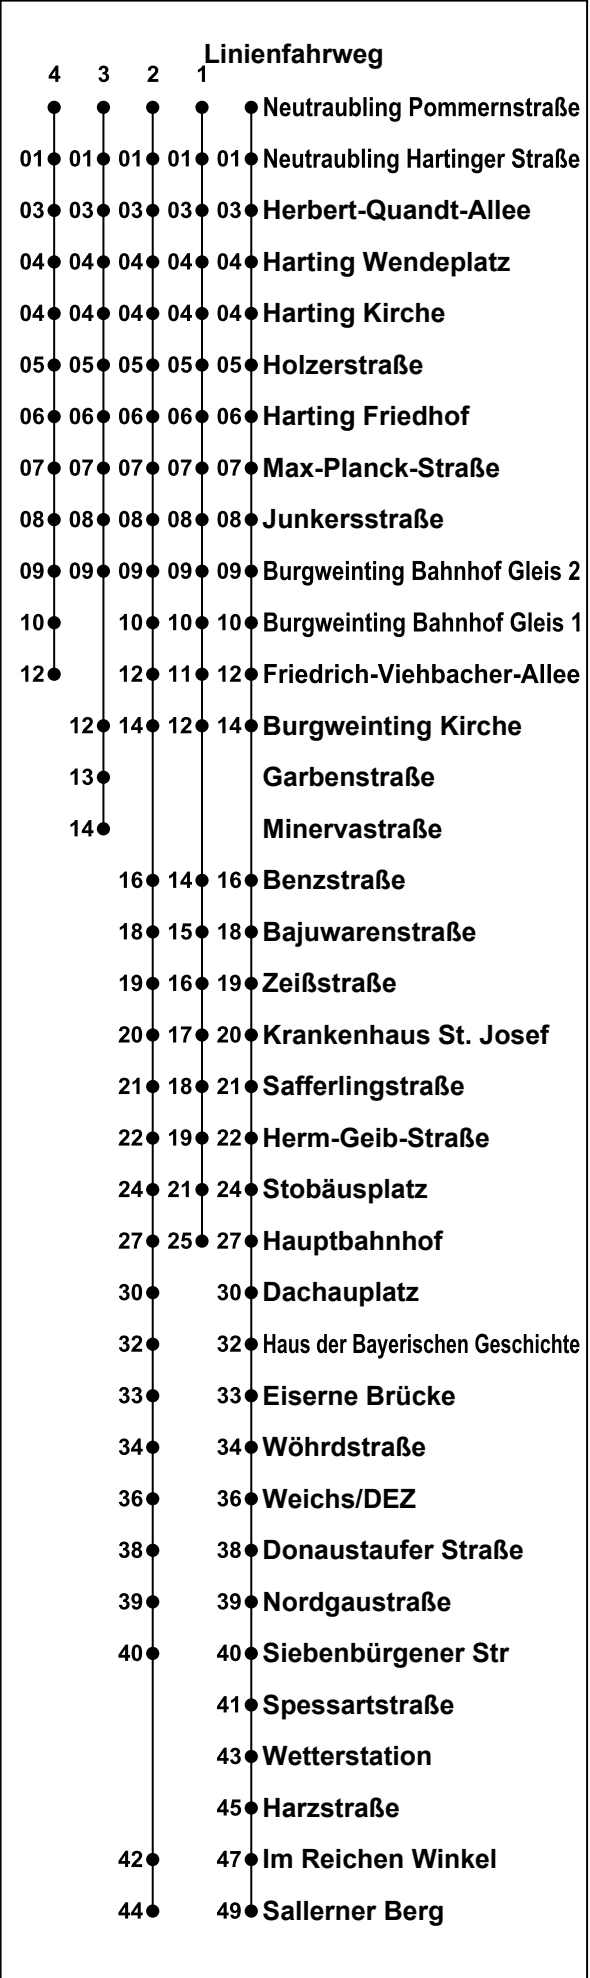 Linienfahrweg
4 3 2 1
Neutraubling Pommernstraße
01 01 01 01 01 Neutraubling Hartinger Straße
03 03 03 03 03 Herbert-Quandt-Allee
04 04 04 04 04 Harting Wendeplatz
04 04 04 04 04 Harting Kirche
05 05 05 05 05 Holzerstraße
06 06 06 06 06 Harting Friedhof
07 07 07 07 07 Max-Planck-Straße
08 08 08 08 08 Junkersstraße
09 09 09 09 09 Burgweinting Bahnhof Gleis 2
10 10 10 10 Burgweinting Bahnhof Gleis 1
12 12 11 12 Friedrich-Viehbacher-Allee
12 14 12 14 Burgweinting Kirche
13 Garbenstraße
14 Minervastraße
16 14 16 Benzstraße
18 15 18 Bajuwarenstraße
19 16 19 Zeißstraße
20 17 20 Krankenhaus St. Josef
21 18 21 Safferlingstraße
22 19 22 Herm-Geib-Straße
24 21 24 Stobäusplatz
27 25 27 Hauptbahnhof
30 30 Dachauplatz
32 32 Haus der Bayerischen Geschichte
33 33 Eiserne Brücke
34 34 Wöhrdstraße
36 36 Weichs/DEZ
38 38 Donaustaufer Straße
39 39 Nordgaustraße
40 40 Siebenbürgener Str
41 Spessartstraße
43 Wetterstation
45 Harzstraße
42 47 Im Reichen Winkel
44 49 Sallerner Berg